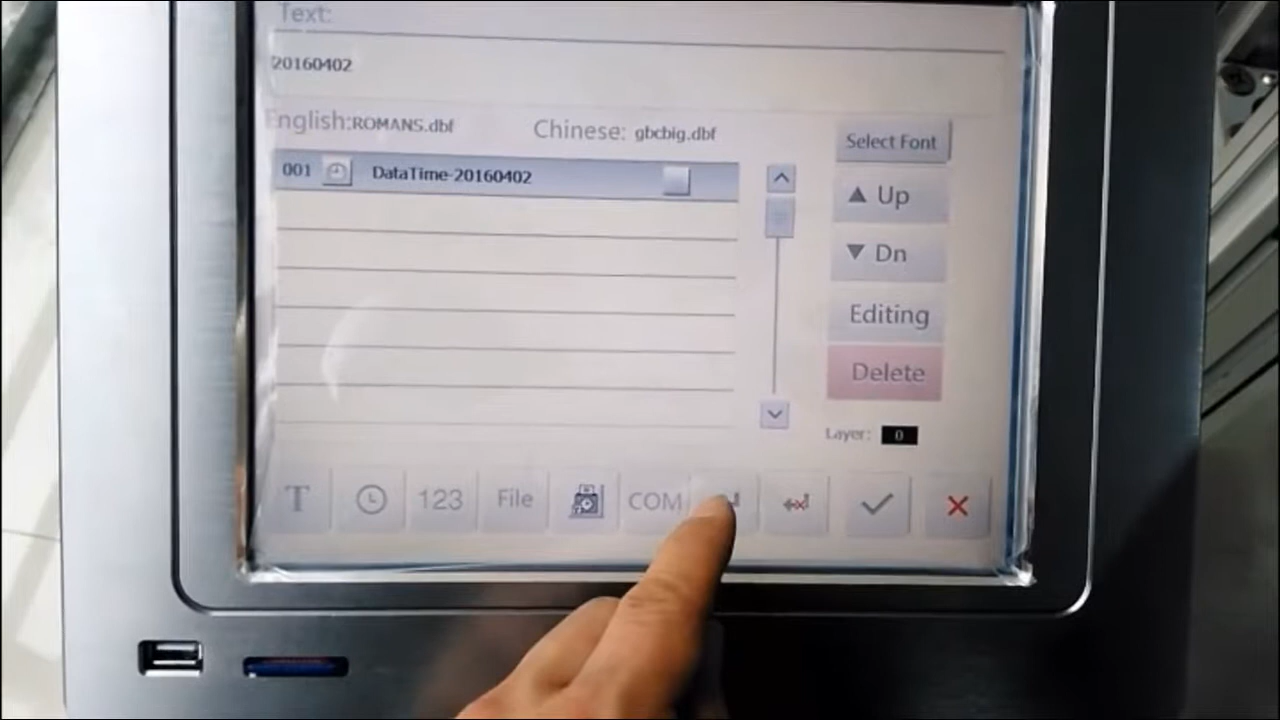 Text:
20160402
English:ROMANS.dbf Chinese: gbcbig.dbf
Select Font
001 DataTime-20160402
▲ Up
▼ Dn
Editing
Delete
Layer: 0
T 123 File COM